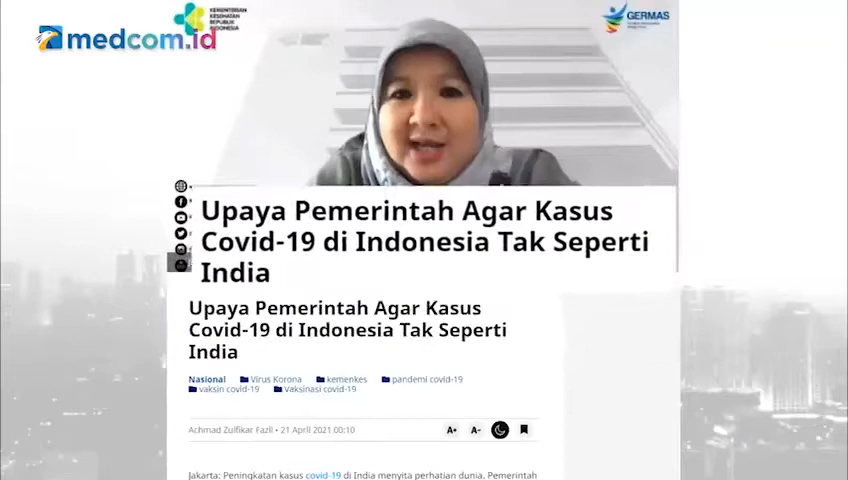 KEMENTERIAN
KESEHATAN
REPUBLIK
INDONESIA
GERMAS
medcom.id
Upaya Pemerintah Agar Kasus
Covid-19 di Indonesia Tak Seperti
India
Upaya Pemerintah Agar Kasus
Covid-19 di Indonesia Tak Seperti
India
Nasional Virus Korona kemenkes pandemi covid-19
vaksin covid-19 Vaksinasi covid-19
Achmad Zulfikar Fazli • 21 April 2021 00:10
A+ A-
Jakarta: Peningkatan kasus covid-19 di India menyita perhatian dunia. Pemerintah